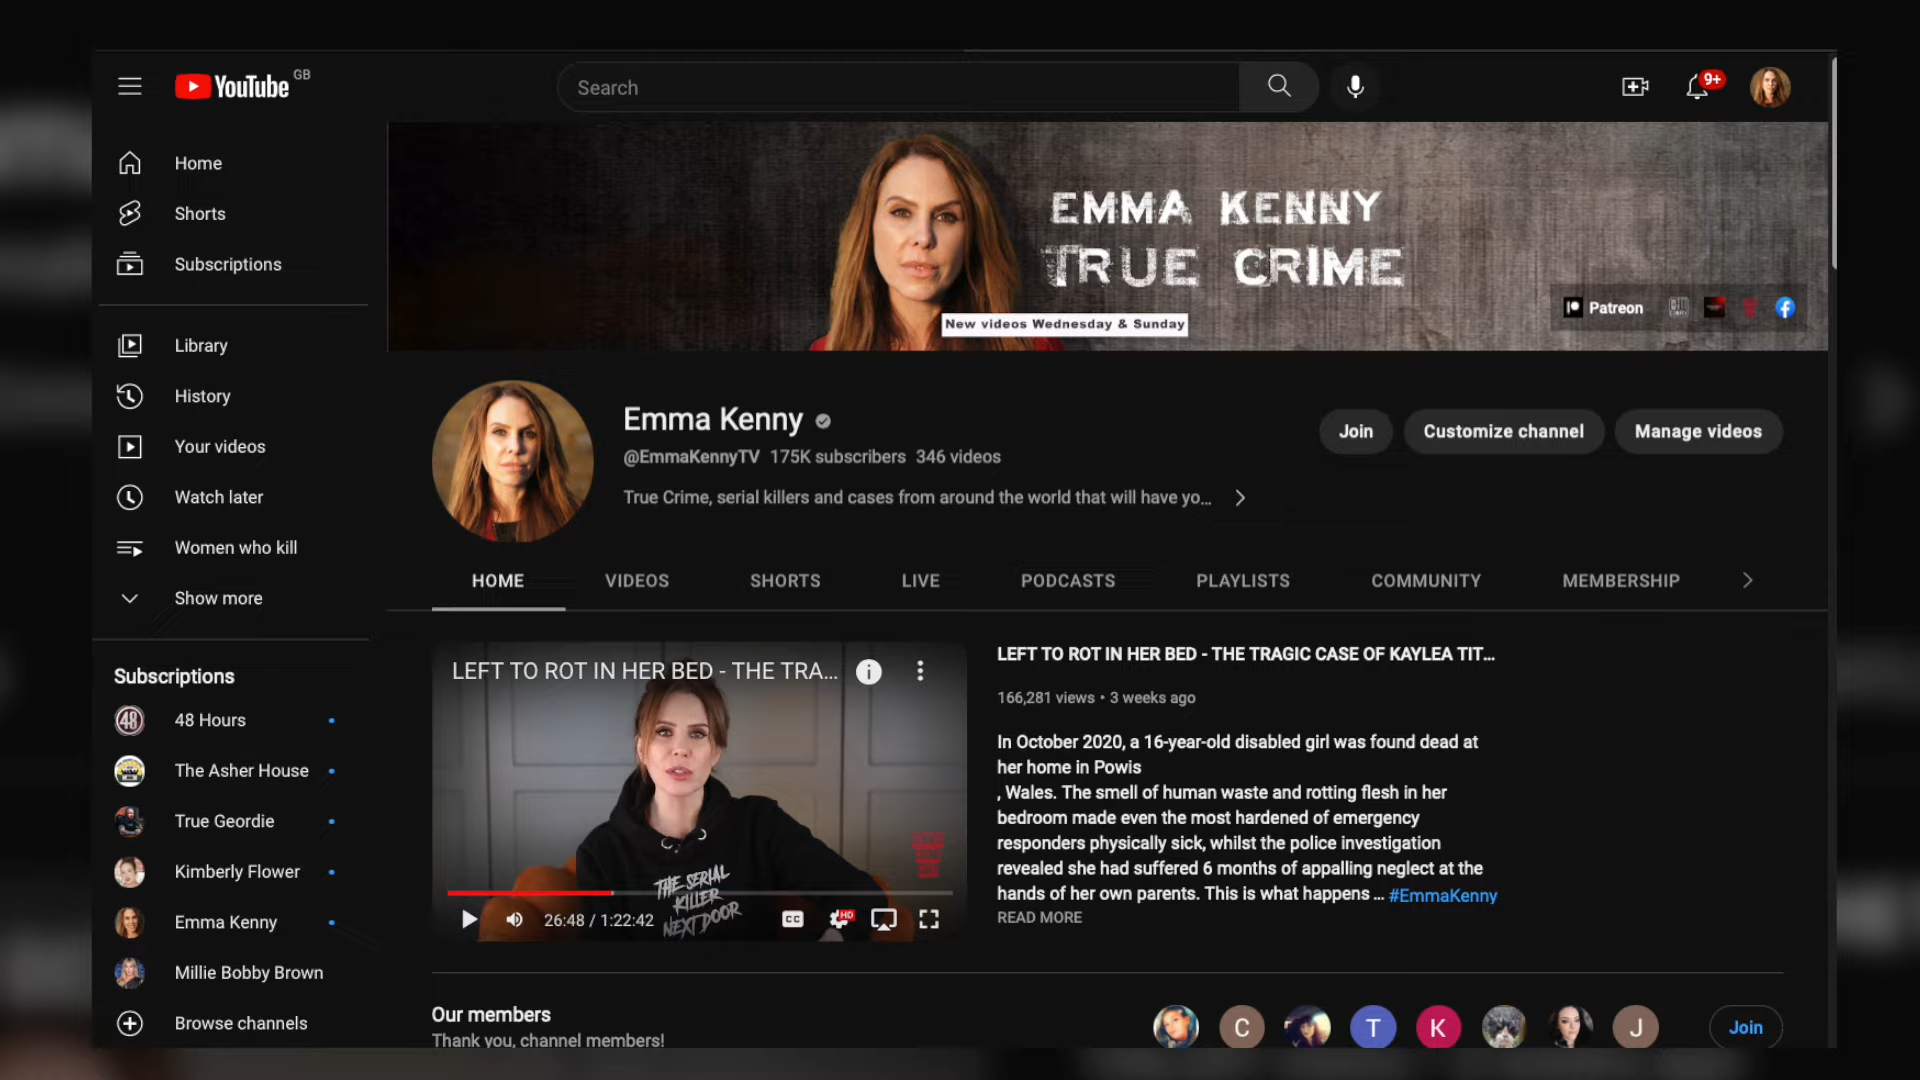 YouTube GB
Search
9+
Home
Shorts
Subscriptions
Library
History
Your videos
Watch later
Women who kill
Show more
Subscriptions
48 Hours
The Asher House
True Geordie
Kimberly Flower
Emma Kenny
Millie Bobby Brown
Browse channels
EMMA KENNY
TRUE CRIME
New videos Wednesday & Sunday
Patreon
Emma Kenny
@EmmaKennyTV 175K subscribers 346 videos
True Crime, serial killers and cases from around the world that will have yo...
Join
Customize channel
Manage videos
HOME
VIDEOS
SHORTS
LIVE
PODCASTS
PLAYLISTS
COMMUNITY
MEMBERSHIP
LEFT TO ROT IN HER BED - THE TRA...
THE SERIAL
KILLER
NEXT DOOR
26:48 / 1:22:42
CC
HD
LEFT TO ROT IN HER BED - THE TRAGIC CASE OF KAYLEA TIT...
166,281 views • 3 weeks ago
In October 2020, a 16-year-old disabled girl was found dead at
her home in Powis
, Wales. The smell of human waste and rotting flesh in her
bedroom made even the most hardened of emergency
responders physically sick, whilst the police investigation
revealed she had suffered 6 months of appalling neglect at the
hands of her own parents. This is what happens ... #EmmaKenny
READ MORE
Our members
Thank you, channel members!
C
T
K
J
Join